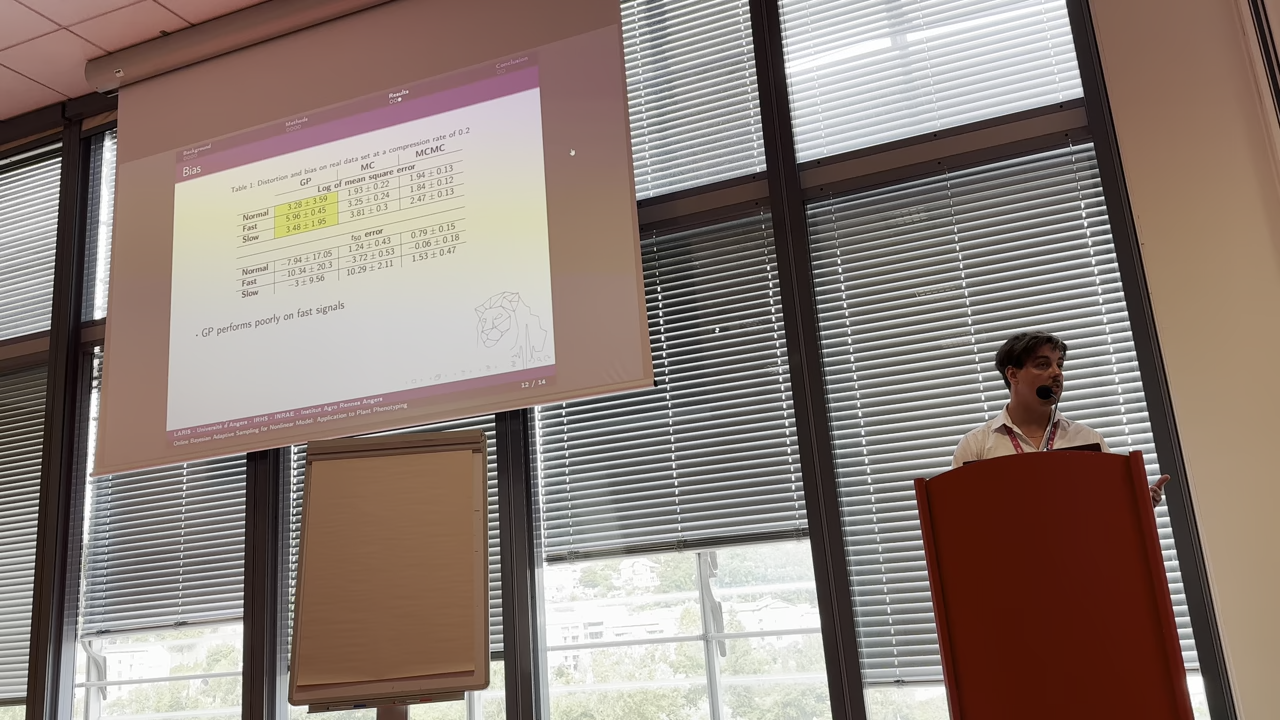 Background
Methods
Results
Conclusion
Bias
Table 1: Distortion and bias on real data set at a compression rate of 0.2
GP MC MCMC
Log of mean square error
Normal 3.28 ± 3.59 1.93 ± 0.22 1.94 ± 0.13
Fast 5.96 ± 0.45 3.25 ± 0.24 1.84 ± 0.12
Slow 3.48 ± 1.95 3.81 ± 0.3 2.47 ± 0.13
t50 error
Normal −7.94 ± 17.05 1.24 ± 0.43 0.79 ± 0.15
Fast −10.34 ± 20.3 −3.72 ± 0.53 −0.06 ± 0.18
Slow −3 ± 9.56 10.29 ± 2.11 1.53 ± 0.47
• GP performs poorly on fast signals
12 / 14
LARIS - Université d'Angers - IRHS - INRAE - Institut Agro Rennes Angers
Online Bayesian Adaptive Sampling for Nonlinear Model: Application to Plant Phenotyping